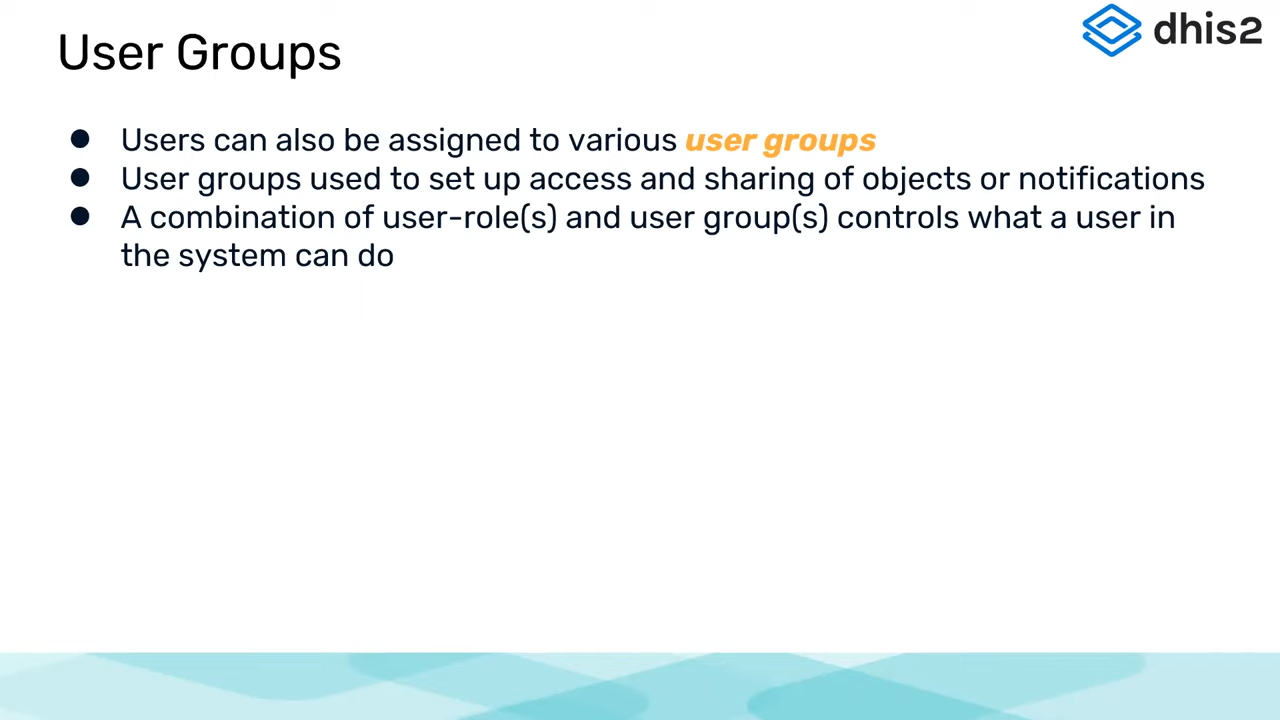 dhis2
User Groups
● Users can also be assigned to various user groups
● User groups used to set up access and sharing of objects or notifications
● A combination of user-role(s) and user group(s) controls what a user in
the system can do